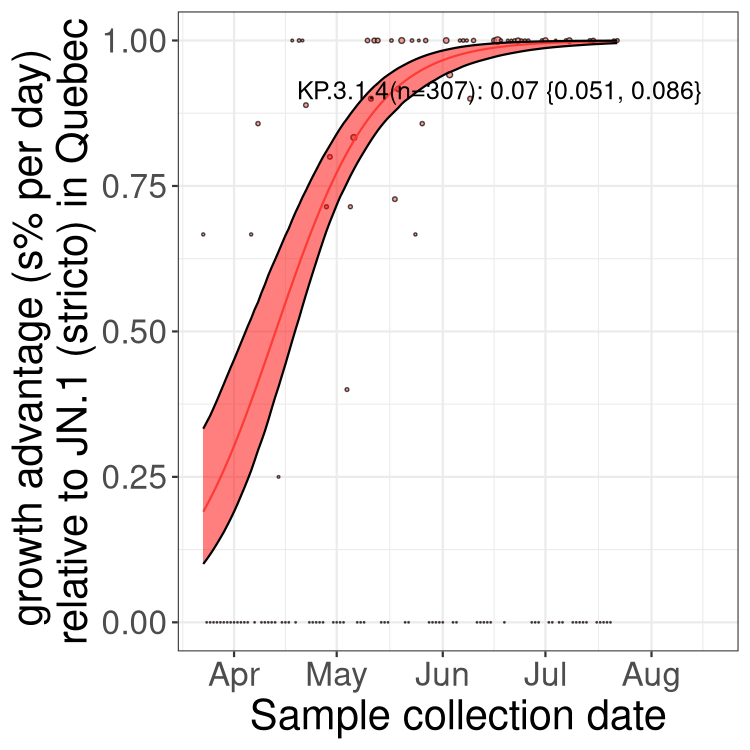 growth advantage (s% per day)
relative to JN.1 (stricto) in Quebec
1.00
0.75
0.50
0.25
0.00
KP.3.1.4(n=307): 0.07 {0.051, 0.086}
Apr May Jun Jul Aug
Sample collection date